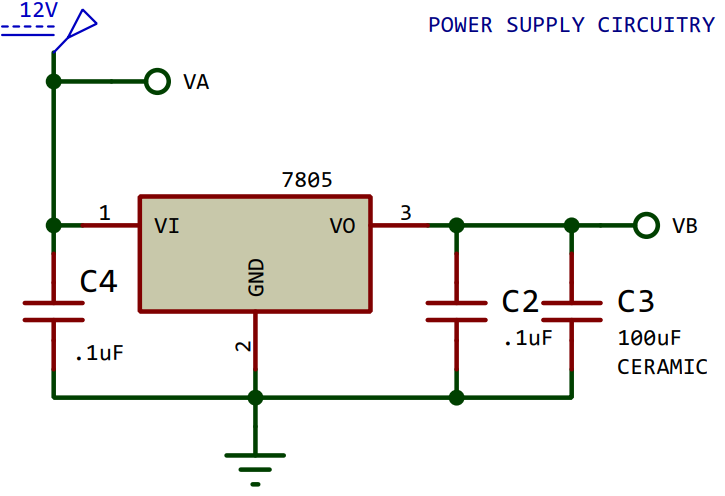 12V
POWER SUPPLY CIRCUITRY
VA
7805
1
VI
VO
3
VB
GND
C4
.1uF
2
C2
.1uF
C3
100uF
CERAMIC